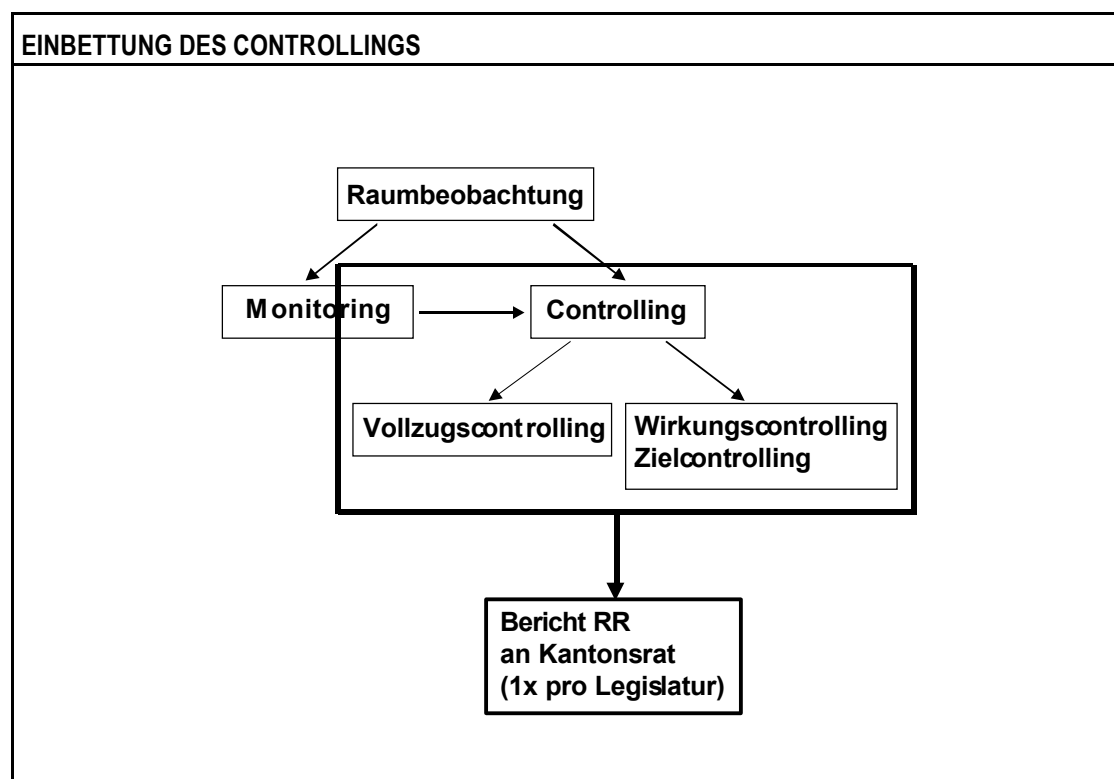 EINBETTUNG DES CONTROLLINGS
Raumbeobachtung
Monitoring
Controlling
Vollzugscontrolling
Wirkungscontrolling
Zielcontrolling
Bericht RR
an Kantonsrat
(1x pro Legislatur)